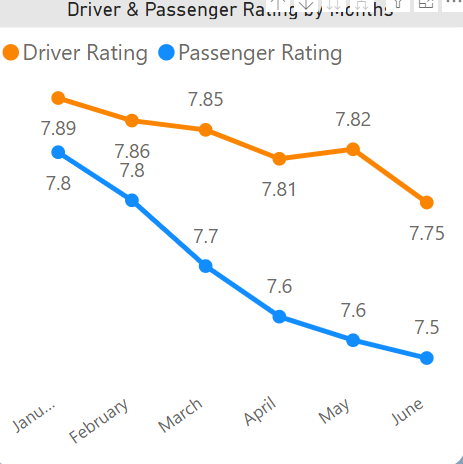 Driver & Passenger Rating by Months
Driver Rating Passenger Rating
7.89
7.86
7.85
7.81
7.82
7.75
7.8
7.8
7.7
7.6
7.6
7.5
Janu...
February
March
April
May
June